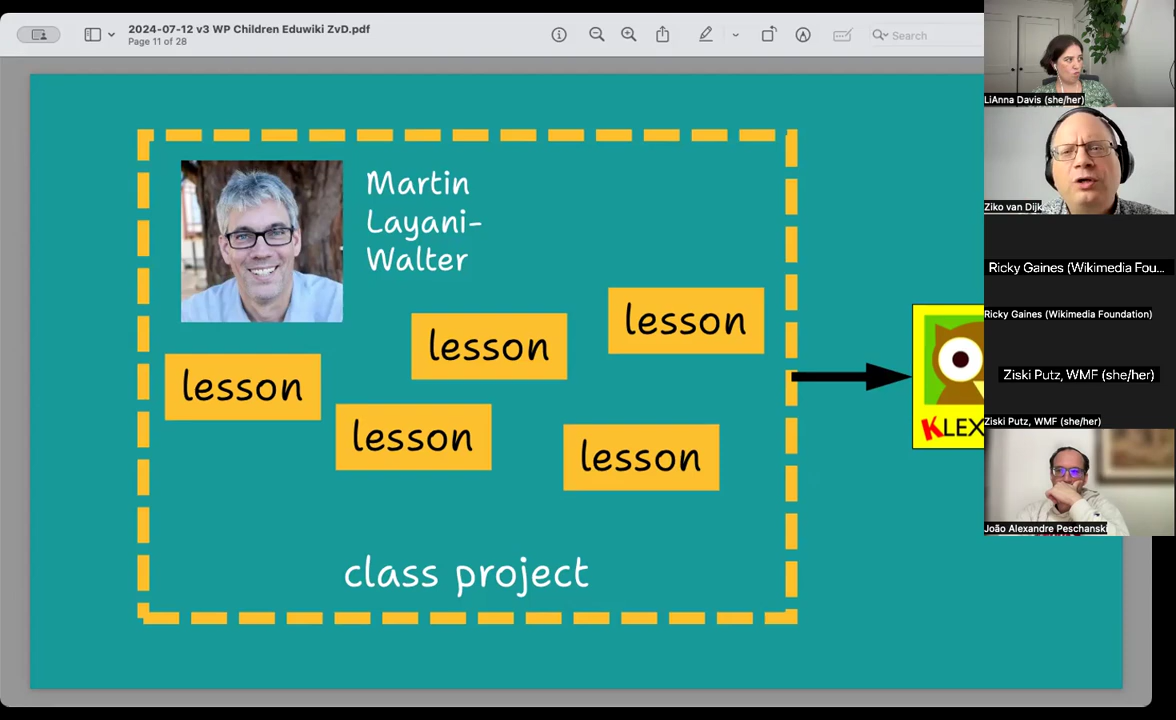 2024-07-12 v3 WP Children Eduwiki ZvD.pdf
Page 11 of 28
Search
Martin
Layani-
Walter
lesson
lesson
lesson
lesson
lesson
class project
KLEX
LiAnna Davis (she/her)
Ziko van Dijk
Ricky Gaines (Wikimedia Fou...
Ricky Gaines (Wikimedia Foundation)
Ziski Putz, WMF (she/her)
Ziski Putz, WMF (she/her)
João Alexandre Peschanski